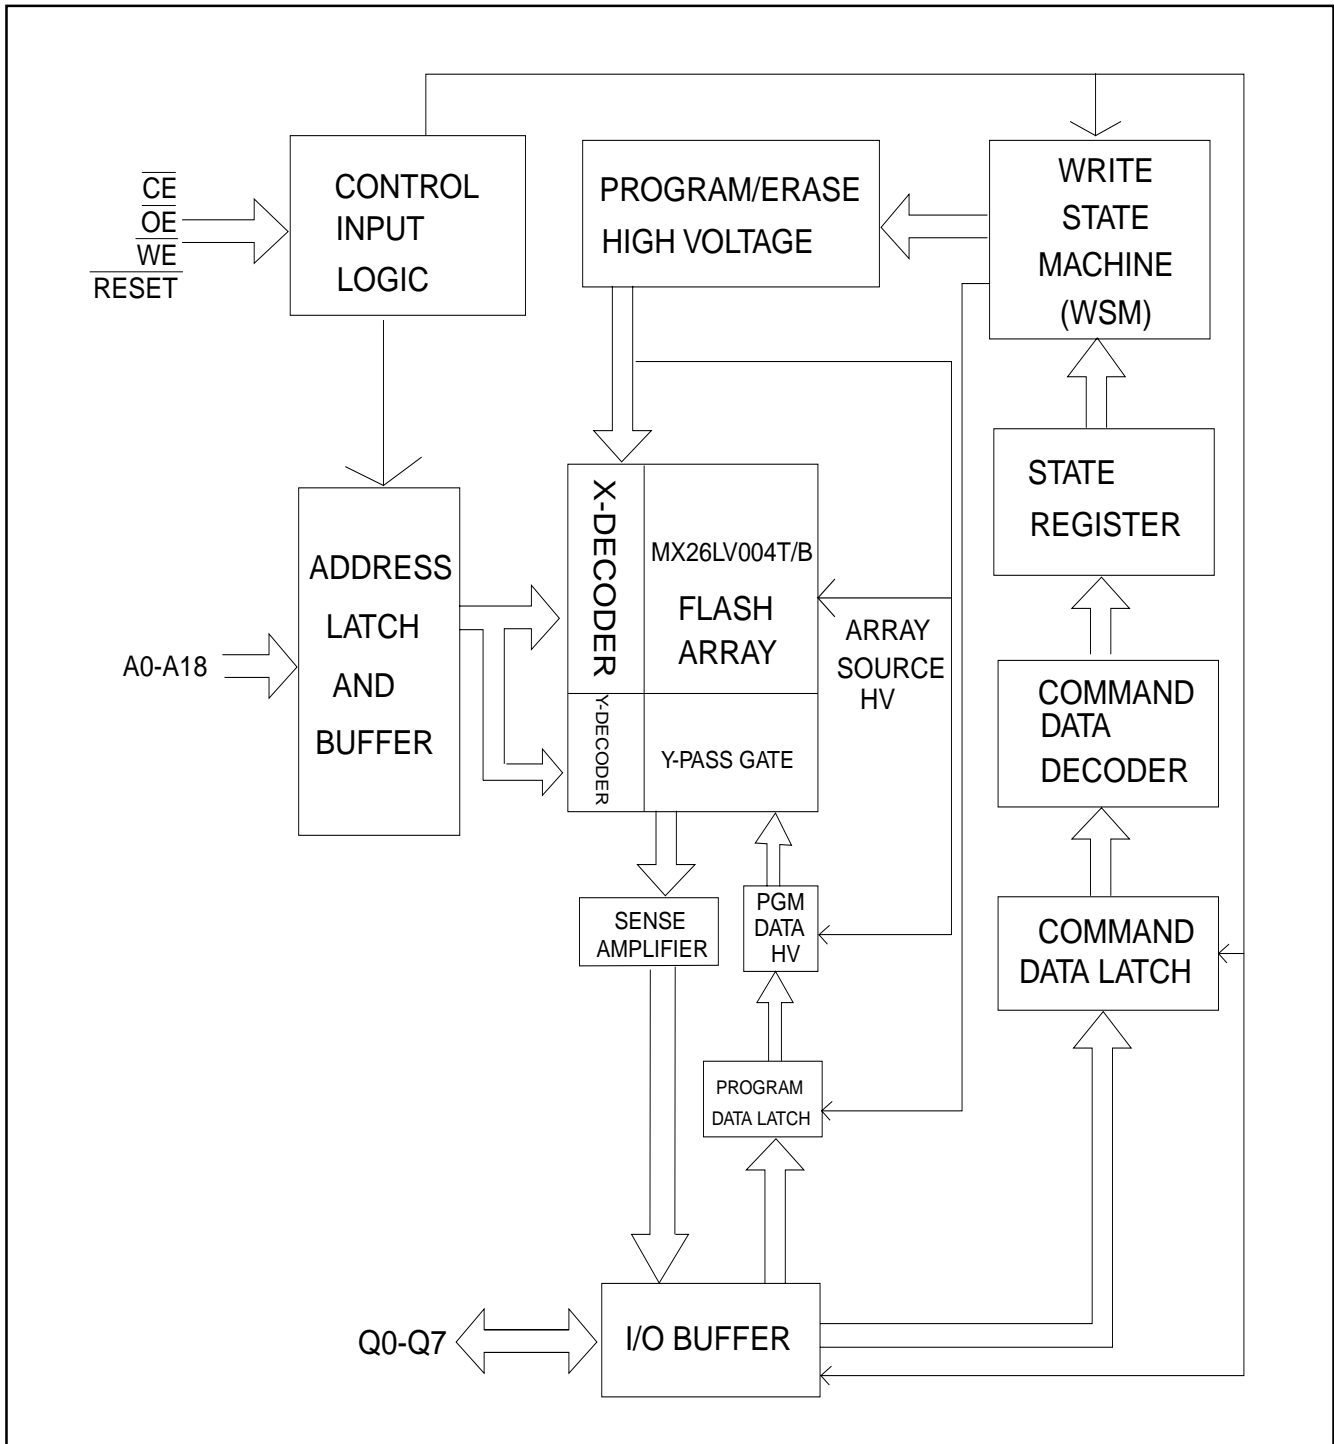 CE
OE
WE
RESET
CONTROL
INPUT
LOGIC
PROGRAM/ERASE
HIGH VOLTAGE
WRITE
STATE
MACHINE
(WSM)
STATE
REGISTER
ADDRESS
LATCH
AND
BUFFER
A0-A18
X-DECODER
MX26LV004T/B
FLASH
ARRAY
ARRAY
SOURCE
HV
Y-DECODER
Y-PASS GATE
COMMAND
DATA
DECODER
SENSE
AMPLIFIER
PGM
DATA
HV
COMMAND
DATA LATCH
PROGRAM
DATA LATCH
Q0-Q7
I/O BUFFER